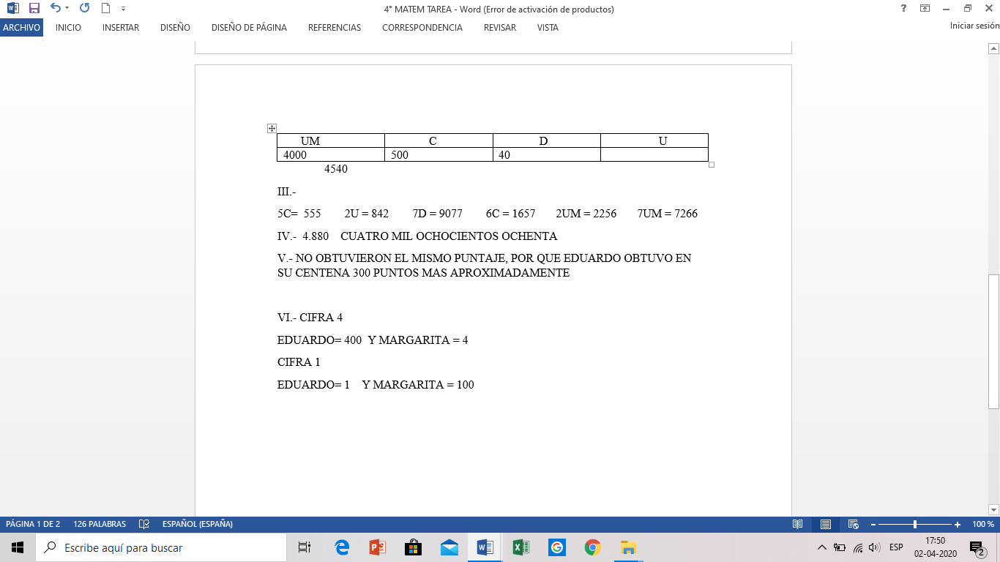 4° MATEM TAREA - Word (Error de activación de productos)
ARCHIVO INICIO INSERTAR DISEÑO DISEÑO DE PÁGINA REFERENCIAS CORRESPONDENCIA REVISAR VISTA Iniciar sesión
UM C D U
4000 500 40
4540
III.-
5C= 555 2U = 842 7D = 9077 6C = 1657 2UM = 2256 7UM = 7266
IV.- 4.880 CUATRO MIL OCHOCIENTOS OCHENTA
V.- NO OBTUVIERON EL MISMO PUNTAJE, POR QUE EDUARDO OBTUVO EN
SU CENTENA 300 PUNTOS MAS APROXIMADAMENTE
VI.- CIFRA 4
EDUARDO= 400 Y MARGARITA = 4
CIFRA 1
EDUARDO= 1 Y MARGARITA = 100
PÁGINA 1 DE 2 126 PALABRAS ESPAÑOL (ESPAÑA) 100 %
Escribe aquí para buscar
ESP
17:50
02-04-2020
2